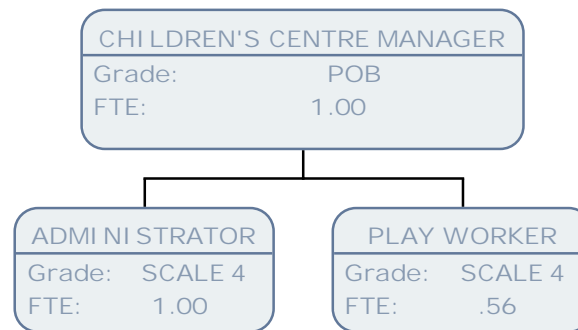 CHILDREN'S CENTRE MANAGER
Grade: POB
FTE: 1.00
ADMINISTRATOR
Grade: SCALE 4
FTE: 1.00
PLAY WORKER
Grade: SCALE 4
FTE: .56